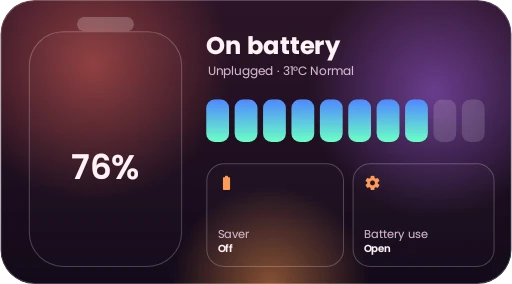 On battery
Unplugged · 31°C Normal
76%
Saver
Off
Battery use
Open